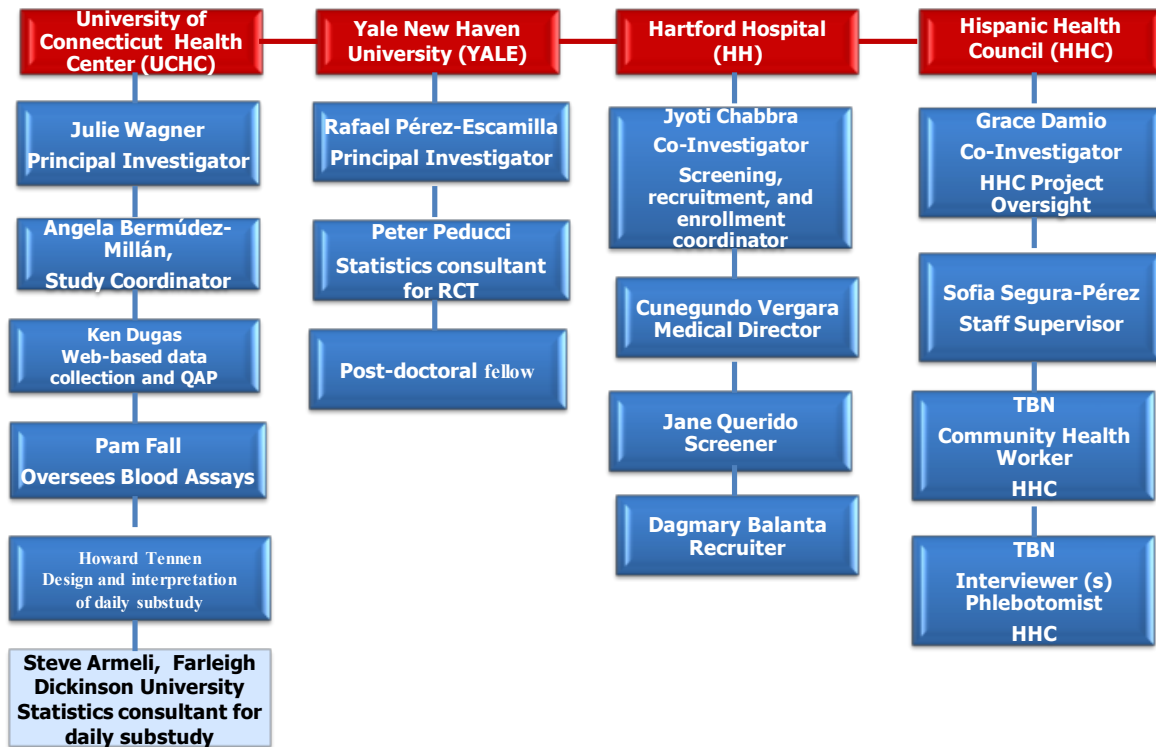 University of
Connecticut Health
Center (UCHC)
Yale New Haven
University (YALE)
Hartford Hospital
(HH)
Hispanic Health
Council (HHC)
Julie Wagner
Principal Investigator
Angela Bermúdez-
Millán,
Study Coordinator
Ken Dugas
Web-based data
collection and QAP
Pam Fall
Oversees Blood Assays
Howard Tennen
Design and interpretation
of daily substudy
Steve Armeli, Farleigh
Dickinson University
Statistics consultant for
daily substudy
Rafael Pérez-Escamilla
Principal Investigator
Peter Peducci
Statistics consultant
for RCT
Post-doctoral fellow
Jyoti Chabbra
Co-Investigator
Screening,
recruitment, and
enrollment
coordinator
Cunegundo Vergara
Medical Director
Jane Querido
Screener
Dagmary Balanta
Recruiter
Grace Damio
Co-Investigator
HHC Project
Oversight
Sofia Segura-Pérez
Staff Supervisor
TBN
Community Health
Worker
HHC
TBN
Interviewer (s)
Phlebotomist
HHC